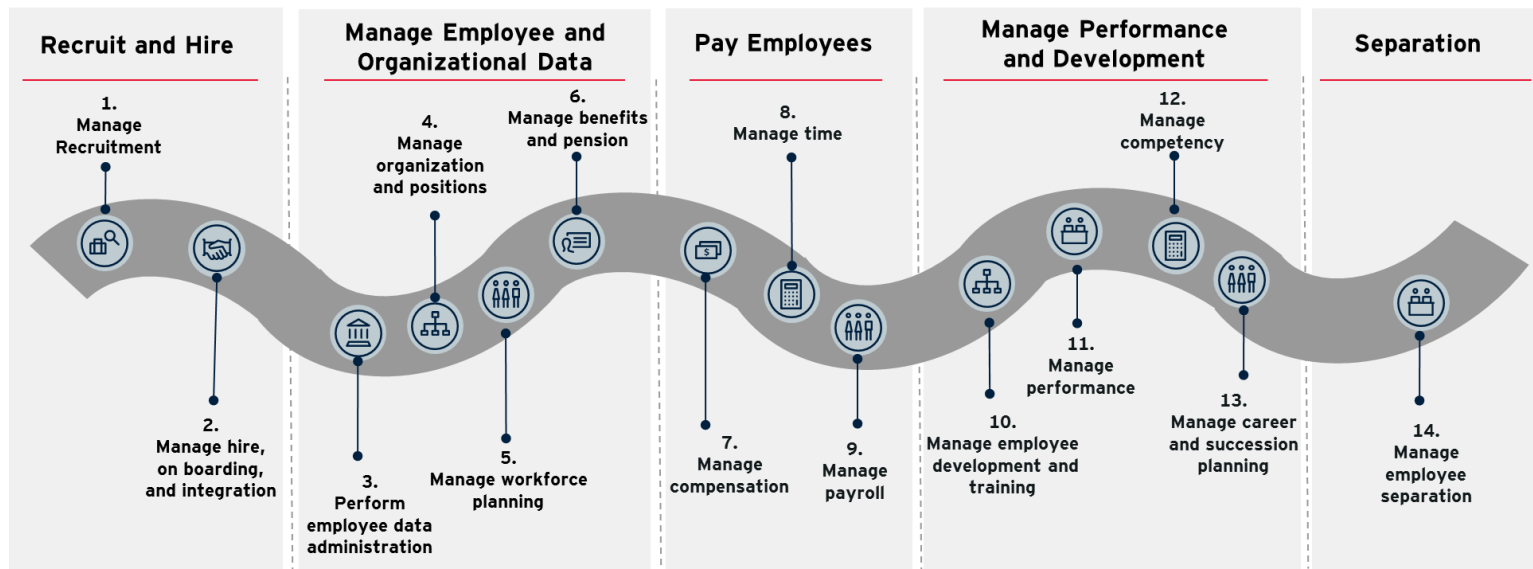 Recruit and Hire
Manage Employee and
Organizational Data
Pay Employees
Manage Performance
and Development
Separation
1.
Manage
Recruitment
2.
Manage hire,
on boarding,
and integration
3.
Perform
employee data
administration
4.
Manage
organization
and positions
5.
Manage workforce
planning
6.
Manage benefits
and pension
7.
Manage
compensation
8.
Manage time
9.
Manage
payroll
10.
Manage employee
development and
training
11.
Manage
performance
12.
Manage
competency
13.
Manage career
and succession
planning
14.
Manage
employee
separation
$